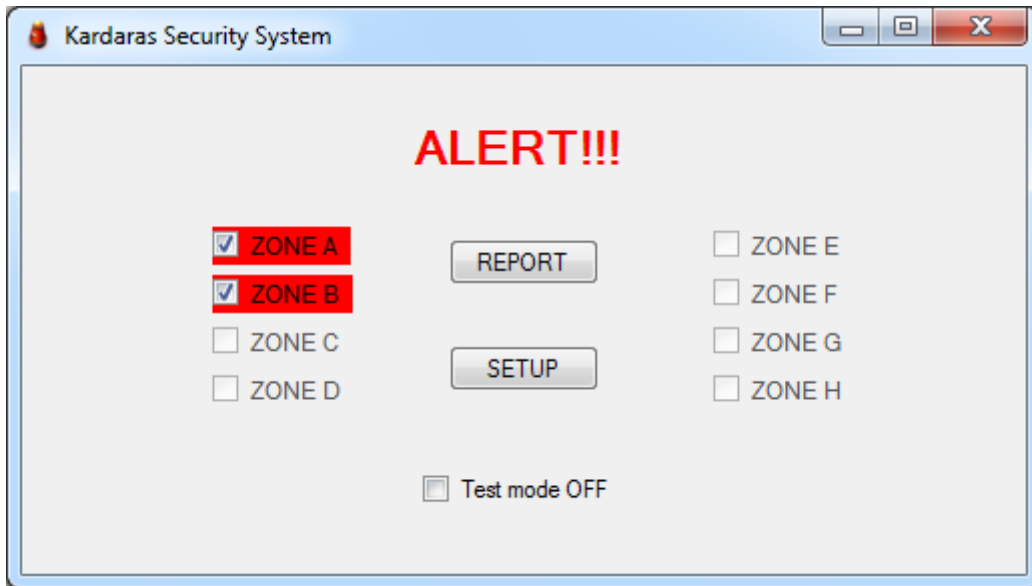 Kardaras Security System
ALERT!!!
ZONE A
ZONE B
ZONE C
ZONE D
REPORT
SETUP
ZONE E
ZONE F
ZONE G
ZONE H
Test mode OFF